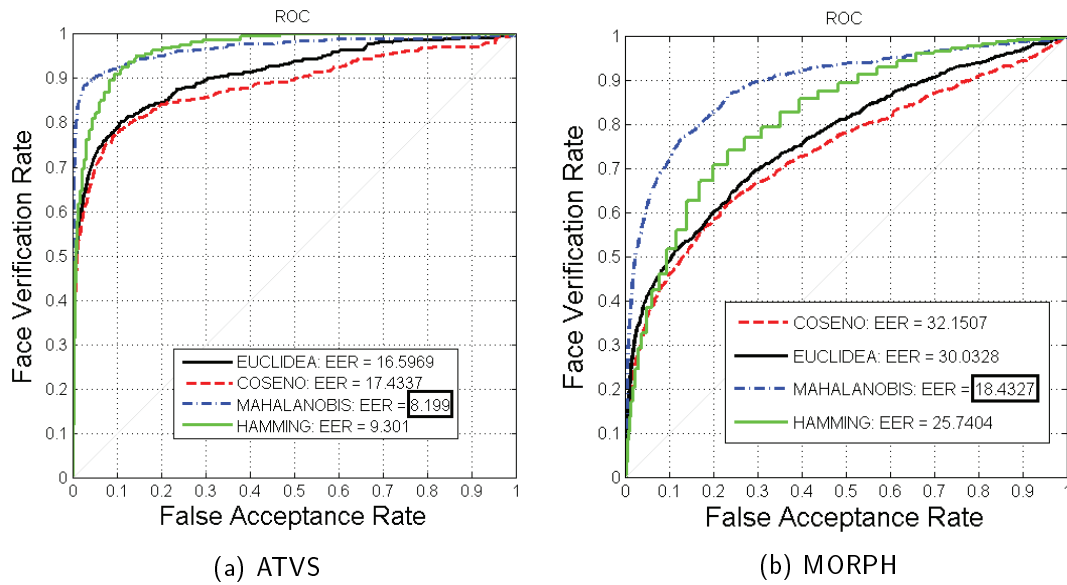 ROC
1
0.9
0.8
0.7
0.6
0.5
0.4
0.3
0.2
0.1
0
Face Verification Rate
EUCLIDEA: EER = 16.5969
COSENO: EER = 17.4337
MAHALANOBIS: EER = 8.199
HAMMING: EER = 9.301
0 0.1 0.2 0.3 0.4 0.5 0.6 0.7 0.8 0.9 1
False Acceptance Rate
(a) ATVS
ROC
1
0.9
0.8
0.7
0.6
0.5
0.4
0.3
0.2
0.1
0
Face Verification Rate
COSENO: EER = 32.1507
EUCLIDEA: EER = 30.0328
MAHALANOBIS: EER = 18.4327
HAMMING: EER = 25.7404
0 0.1 0.2 0.3 0.4 0.5 0.6 0.7 0.8 0.9 1
False Acceptance Rate
(b) MORPH